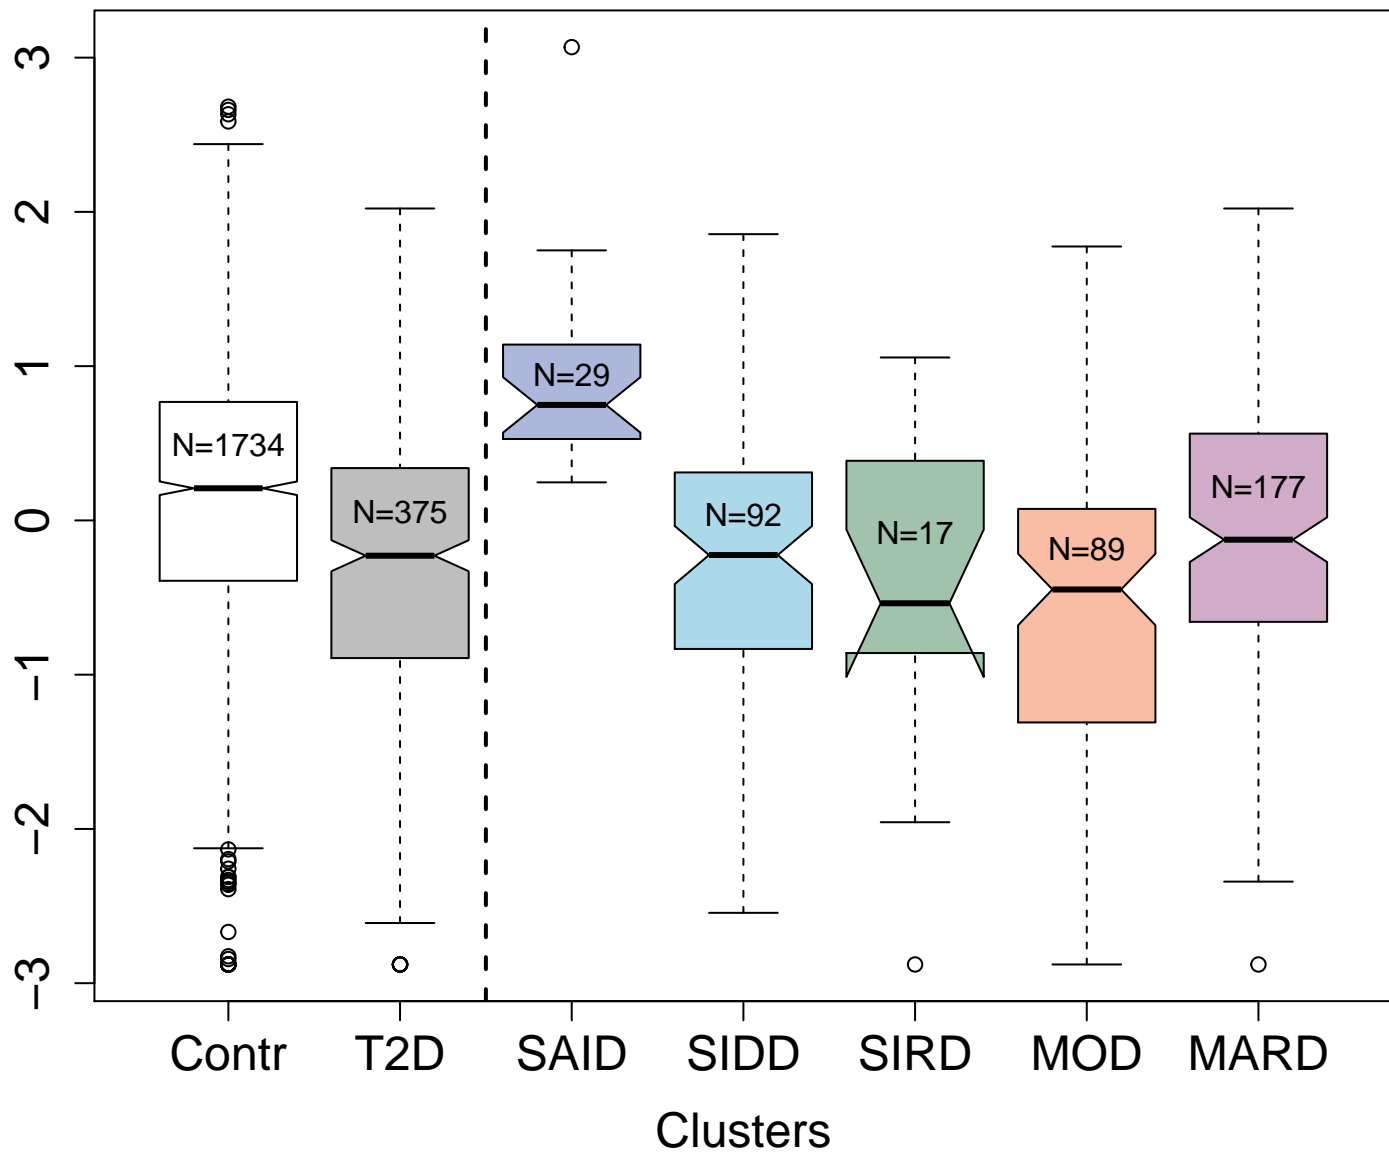 3
2
1
0
−1
−2
−3
N=1734
N=375
N=29
N=92
N=17
N=89
N=177
Contr T2D SAID SIDD SIRD MOD MARD
Clusters